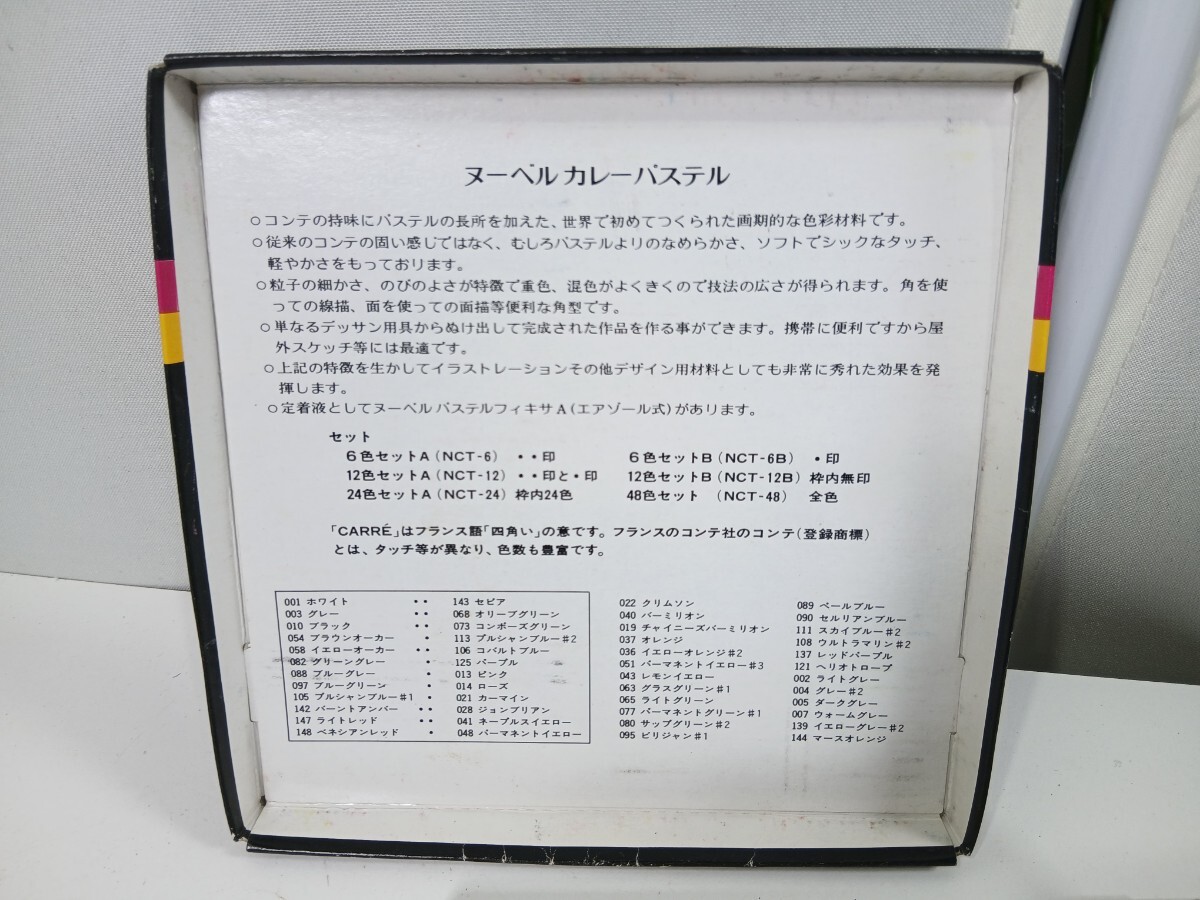 ヌーベル カレーパステル
○コンテの持味にパステルの長所を加えた、世界で初めてつくられた画期的な色彩材料です。
○従来のコンテの固い感じではなく、むしろパステルよりのなめらかさ、ソフトでシックなタッチ、
軽やかさをもっております。
○粒子の細かさ、のびのよさが特徴で重色、混色がよくきくので技法の広さが得られます。角を使
っての線描、面を使っての面描等便利な角型です。
○単なるデッサン用具からぬけ出して完成された作品を作る事ができます。携帯に便利ですから屋
外スケッチ等には最適です。
○上記の特徴を生かしてイラストレーションその他デザイン用材料としても非常に秀れた効果を発
揮します。
○定着液としてヌーベルパステルフィキサA(エアゾール式)があります。
セット
6色セットA(NCT-6) ・・印
12色セットA(NCT-12) ・・印と・印
24色セットA(NCT-24) 枠内24色
6色セットB(NCT-6B) ・印
12色セットB(NCT-12B) 枠内無印
48色セット (NCT-48) 全色
「CARRÉ」はフランス語「四角い」の意です。フランスのコンテ社のコンテ(登録商標)
とは、タッチ等が異なり、色数も豊富です。
001 ホワイト ・・
003 グレー ・・
010 ブラック ・・
054 ブラウンオーカー ・
058 イエローオーカー ・・
082 グリーングレー ・
088 ブルーグレー ・
097 ブルーグリーン ・
105 プルシャンブルー#1 ・
142 バーントアンバー ・・
147 ライトレッド ・・
148 ベネシアンレッド ・
143 セピア
068 オリーブグリーン
073 コンポーズグリーン
113 プルシャンブルー#2
106 コバルトブルー
125 パープル
013 ピンク
014 ローズ
021 カーマイン
028 ジョンブリアン
041 ネープルスイエロー
048 パーマネントイエロー
022 クリムソン
040 バーミリオン
019 チャイニーズバーミリオン
037 オレンジ
036 イエローオレンジ#2
051 パーマネントイエロー#3
043 レモンイエロー
063 グラスグリーン#1
065 ライトグリーン
077 パーマネントグリーン#1
080 サップグリーン#2
095 ビリジャン#1
089 ペールブルー
090 セルリアンブルー
111 スカイブルー#2
108 ウルトラマリン#2
137 レッドパープル
121 ヘリオトロープ
002 ライトグレー
004 グレー#2
005 ダークグレー
007 ウォームグレー
139 イエローグレー#2
144 マースオレンジ